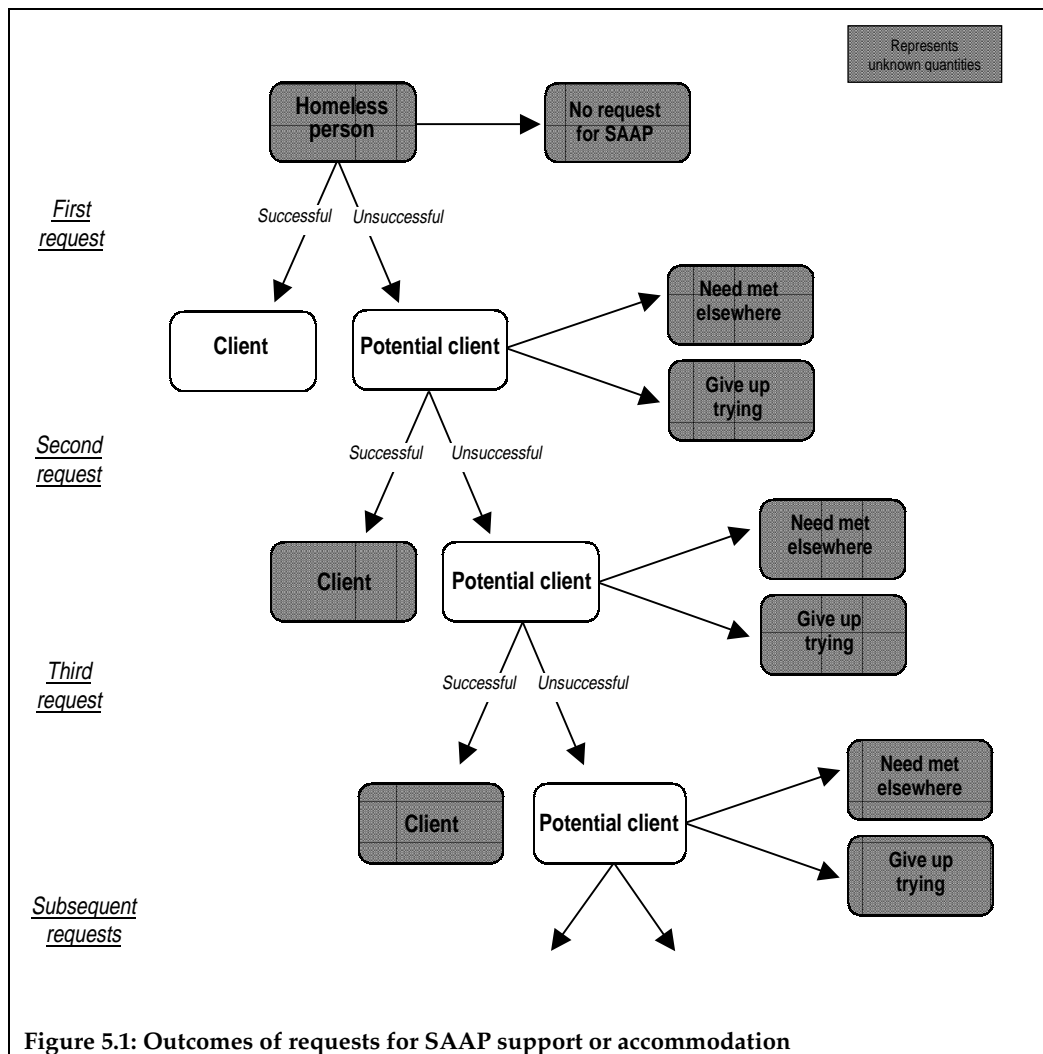 Represents
unknown quantities
Homeless
person
No request
for SAAP
First
request
Successful
Unsuccessful
Client
Potential client
Need met
elsewhere
Give up
trying
Second
request
Successful
Unsuccessful
Client
Potential client
Need met
elsewhere
Give up
trying
Third
request
Successful
Unsuccessful
Client
Potential client
Need met
elsewhere
Give up
trying
Subsequent
requests
Figure 5.1: Outcomes of requests for SAAP support or accommodation